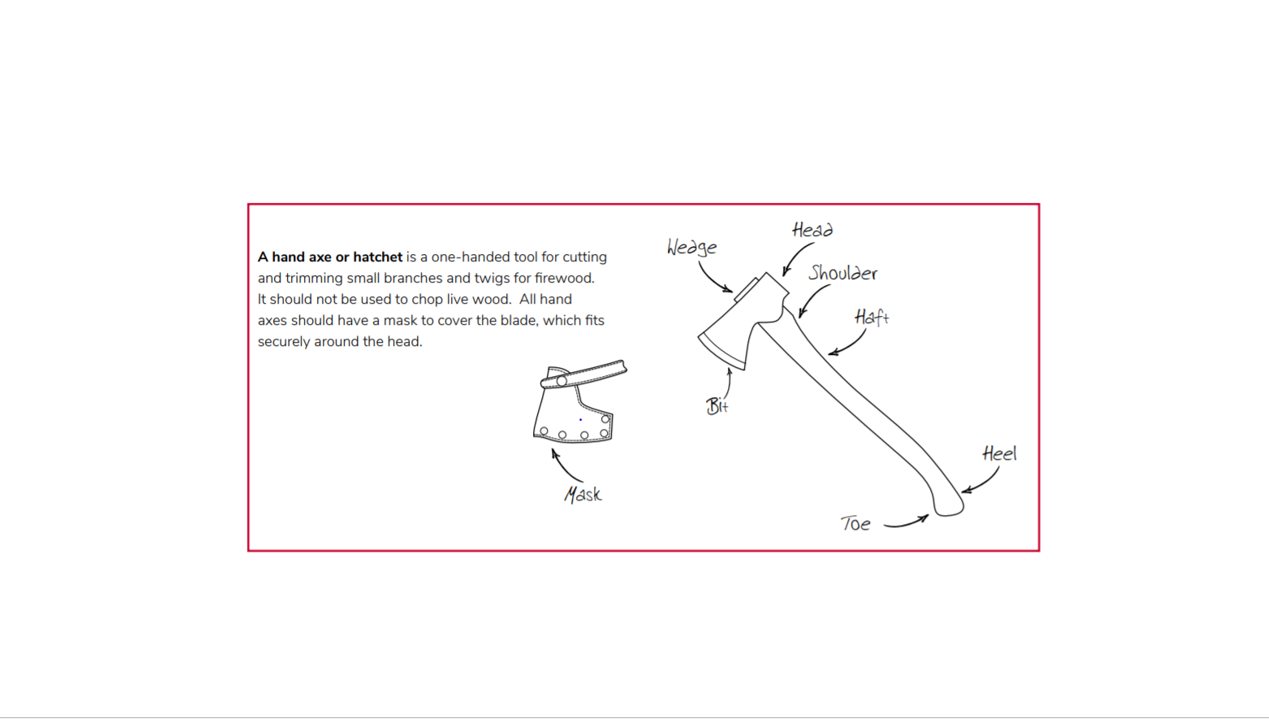 A hand axe or hatchet is a one-handed tool for cutting
and trimming small branches and twigs for firewood.
It should not be used to chop live wood.  All hand
axes should have a mask to cover the blade, which fits
securely around the head.
Mask
Wedge
Head
Shoulder
Haft
Bit
Heel
Toe